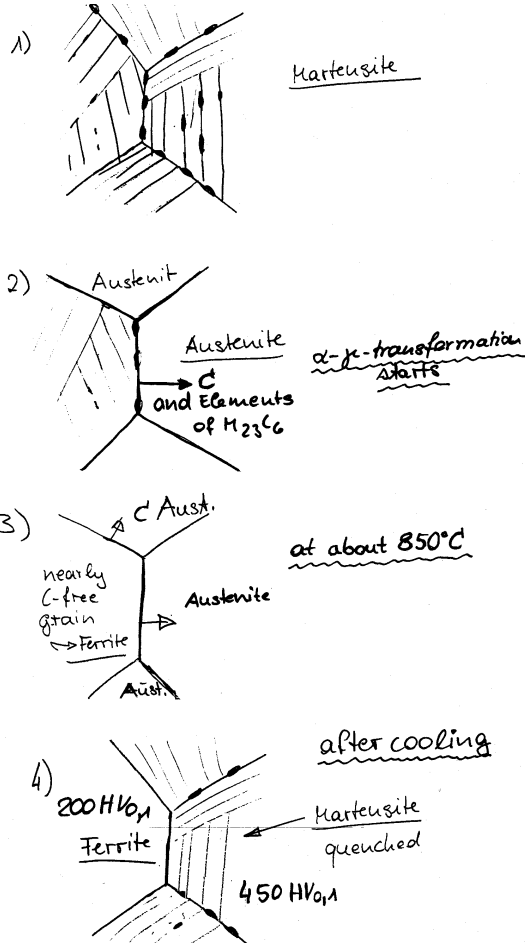 1)
Martensite
2)
Austenit
Austenite
α-γ-transformation
starts
C
and Elements
of M23C6
3)
C Aust.
at about 850°C
nearly
C-free
grain
Ferrite
Austenite
Aust.
after cooling
4)
200 HV0,1
Ferrite
Martensite
quenched
450 HV0,1